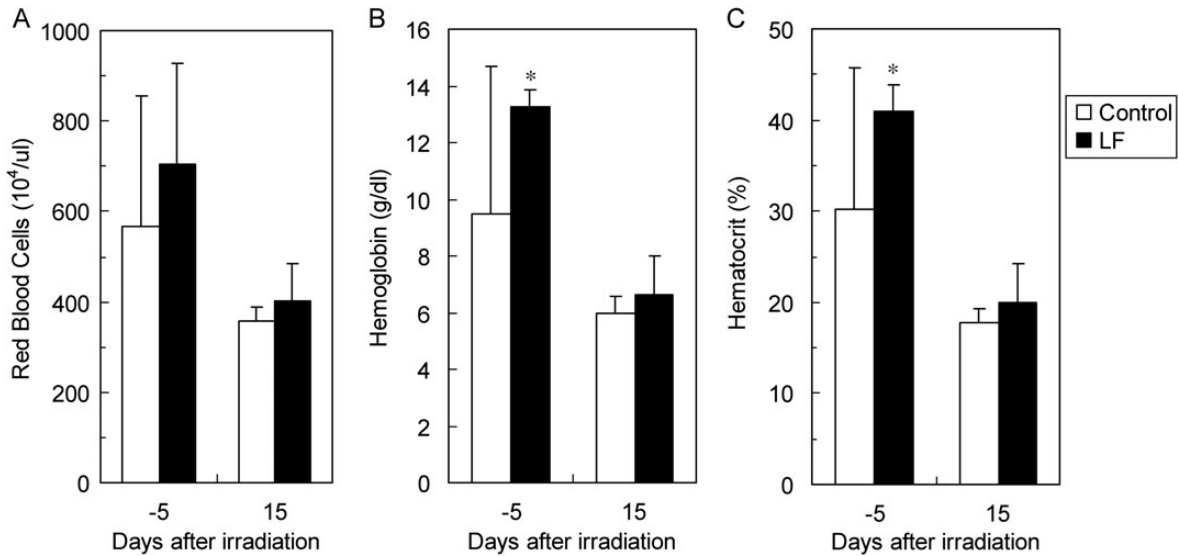 A
Red Blood Cells (10⁴/ul)
1000
800
600
400
200
0
-5
15
Days after irradiation
B
Hemoglobin (g/dl)
16
14
12
10
8
6
4
2
0
*
-5
15
Days after irradiation
C
Hematocrit (%)
50
40
30
20
10
0
*
-5
15
Days after irradiation
Control
LF